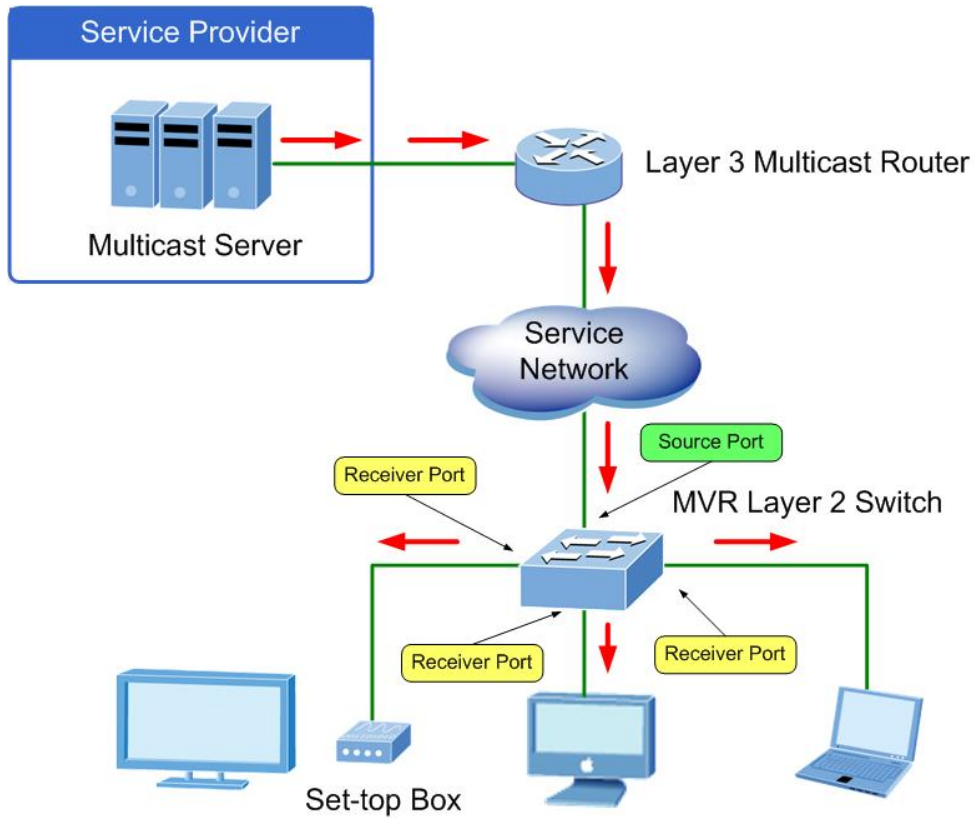 Service Provider
Multicast Server
Layer 3 Multicast Router
Service
Network
Source Port
Receiver Port
MVR Layer 2 Switch
Receiver Port
Receiver Port
Set-top Box